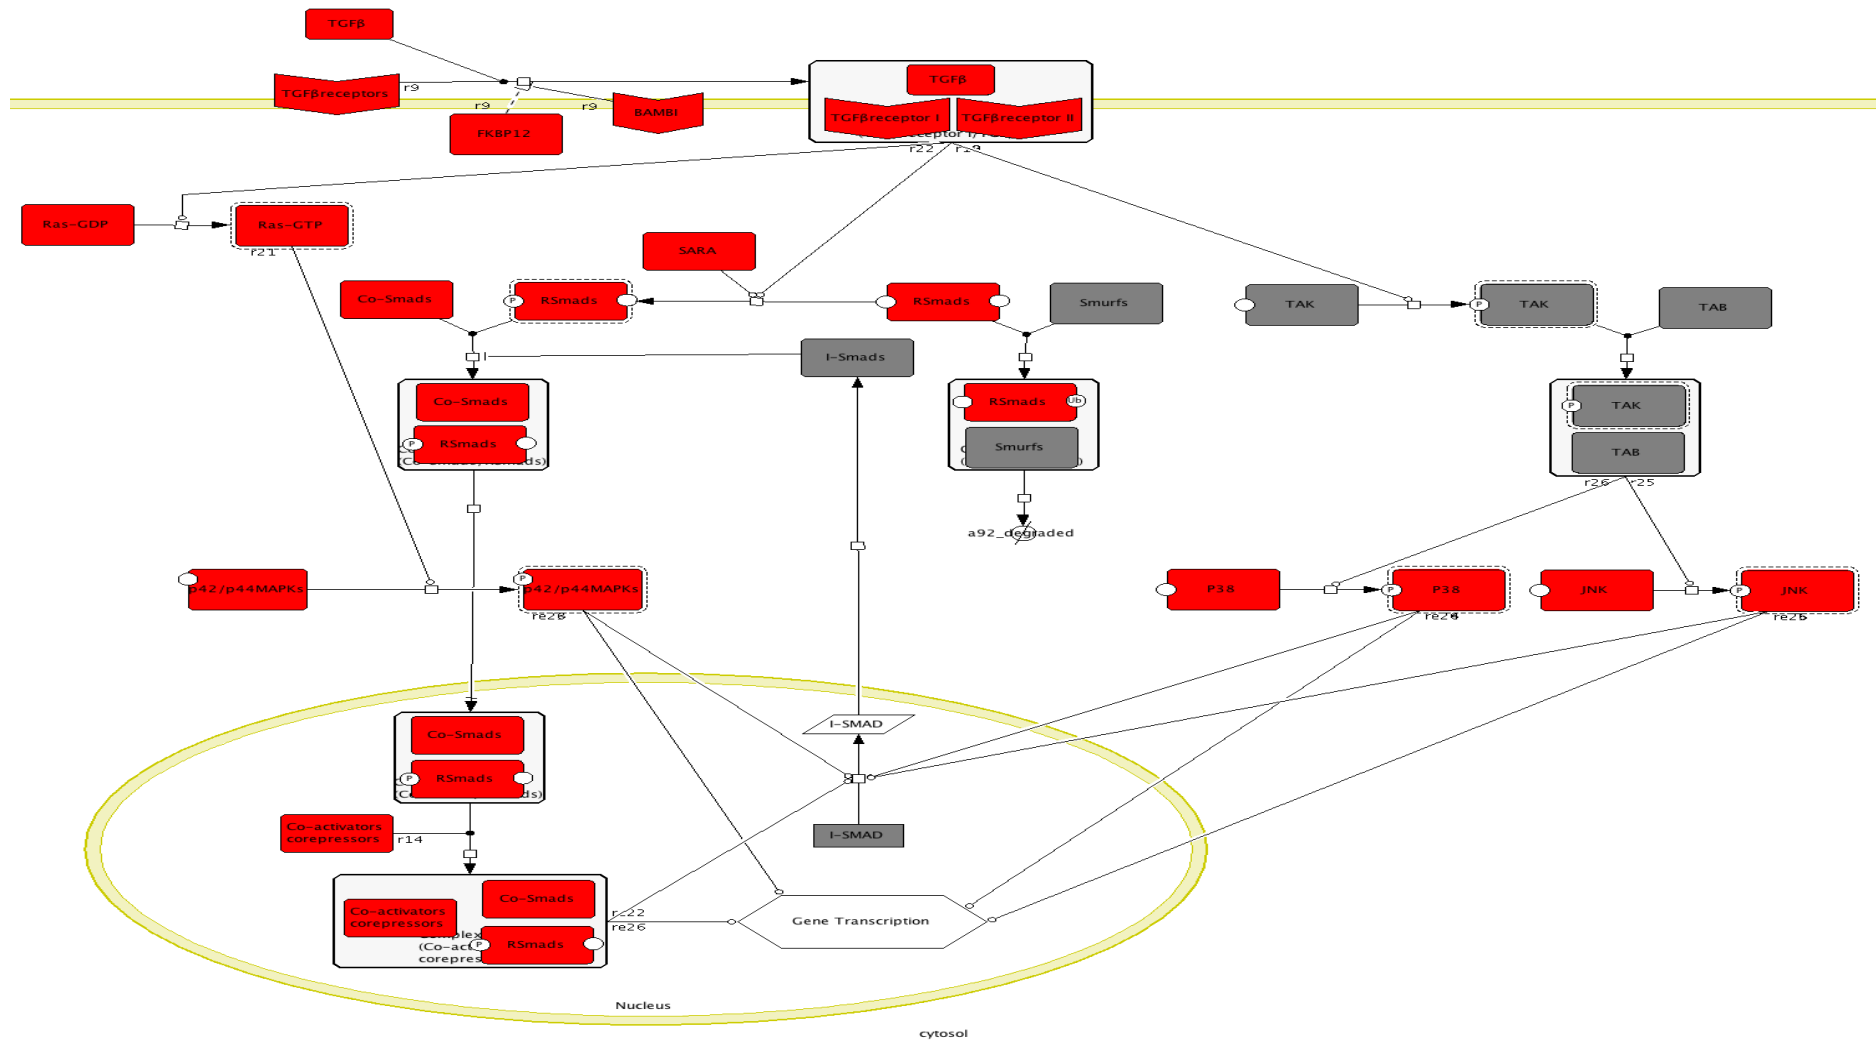 TGFβ
TGFβreceptors
r9
r9
r9
BAMBI
FKBP12
TGFβ
TGFβreceptor I
TGFβreceptor II
r22
Ras-GDP
Ras-GTP
r21
SARA
Co-Smads
P
RSmads
RSmads
Smurfs
TAK
P
TAK
TAB
I-Smads
Co-Smads
P
RSmads
RSmads
Ub
Smurfs
P
TAK
TAB
r26
r25
a92_degraded
p42/p44MAPKs
P
p42/p44MAPKs
P38
P
P38
JNK
P
JNK
Co-Smads
P
RSmads
I-SMAD
I-SMAD
Co-activators
corepressors
r14
Co-activators
corepressors
Co-Smads
P
RSmads
re26
Gene Transcription
Nucleus
cytosol